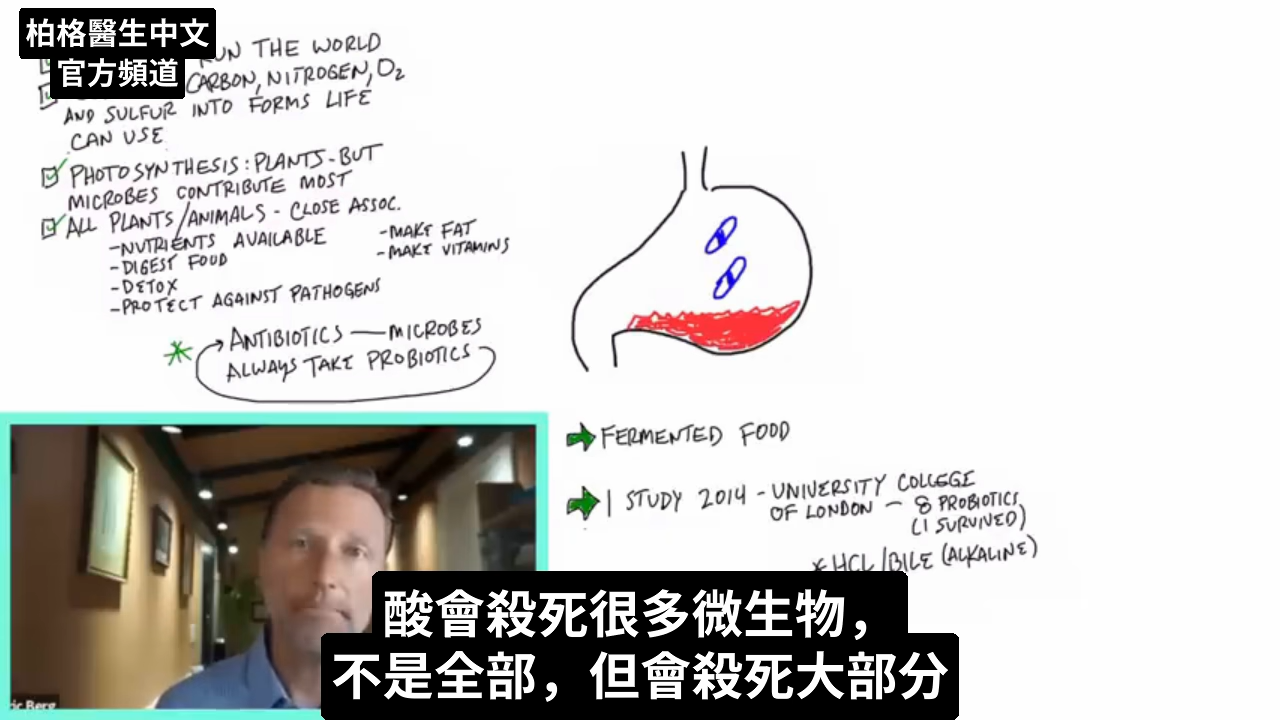 柏格醫生中文
官方頻道
RUN THE WORLD
CARBON, NITROGEN, O₂
AND SULFUR INTO FORMS LIFE
CAN USE
PHOTOSYNTHESIS: PLANTS - BUT
MICROBES CONTRIBUTE MOST
ALL PLANTS/ANIMALS - CLOSE ASSOC.
-NUTRIENTS AVAILABLE
-DIGEST FOOD
-DETOX
-PROTECT AGAINST PATHOGENS
-MAKE FAT
-MAKE VITAMINS
* ANTIBIOTICS — MICROBES
ALWAYS TAKE PROBIOTICS
FERMENTED FOOD
1 STUDY 2014 - UNIVERSITY COLLEGE
OF LONDON - 8 PROBIOTICS
(1 SURVIVED)
* HCL/BILE (ALKALINE)
ric Berg
酸會殺死很多微生物，
不是全部，但會殺死大部分